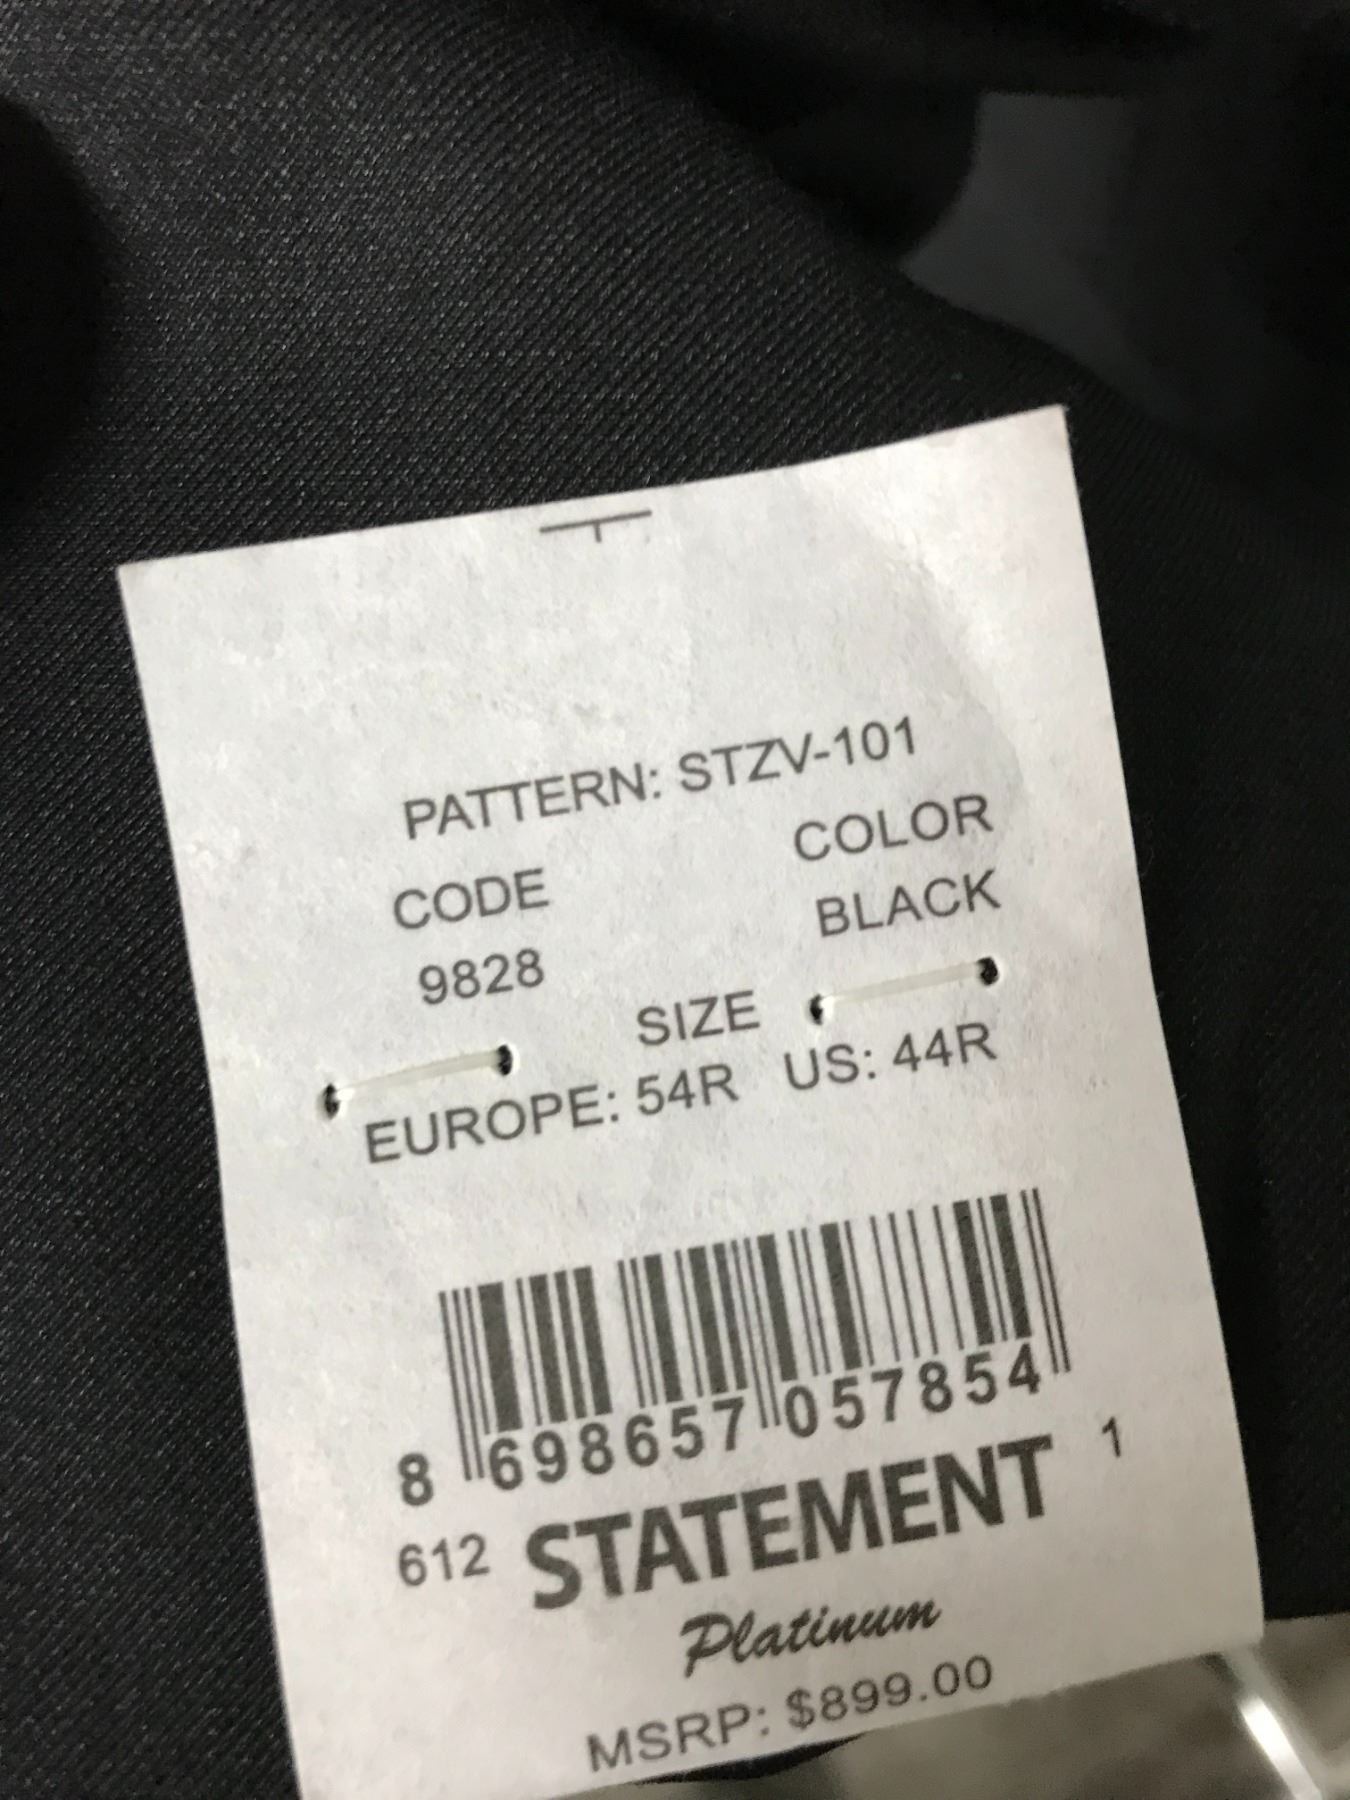 PATTERN: STZV-101
CODE COLOR
9828 BLACK
SIZE
EUROPE: 54R US: 44R
8 698657 057854
612 STATEMENT 1
Platinum
MSRP: $899.00